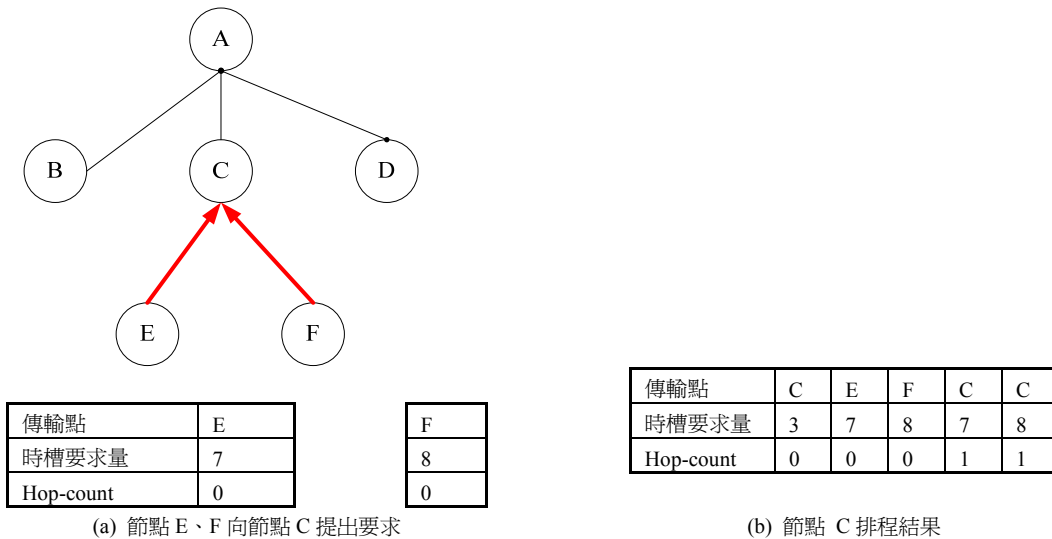 A
B
C
D
E
F
傳輸點 E
時槽要求量 7
Hop-count 0
F
8
0
傳輸點 C E F C C
時槽要求量 3 7 8 7 8
Hop-count 0 0 0 1 1
(a) 節點 E、F 向節點 C 提出要求
(b) 節點 C 排程結果